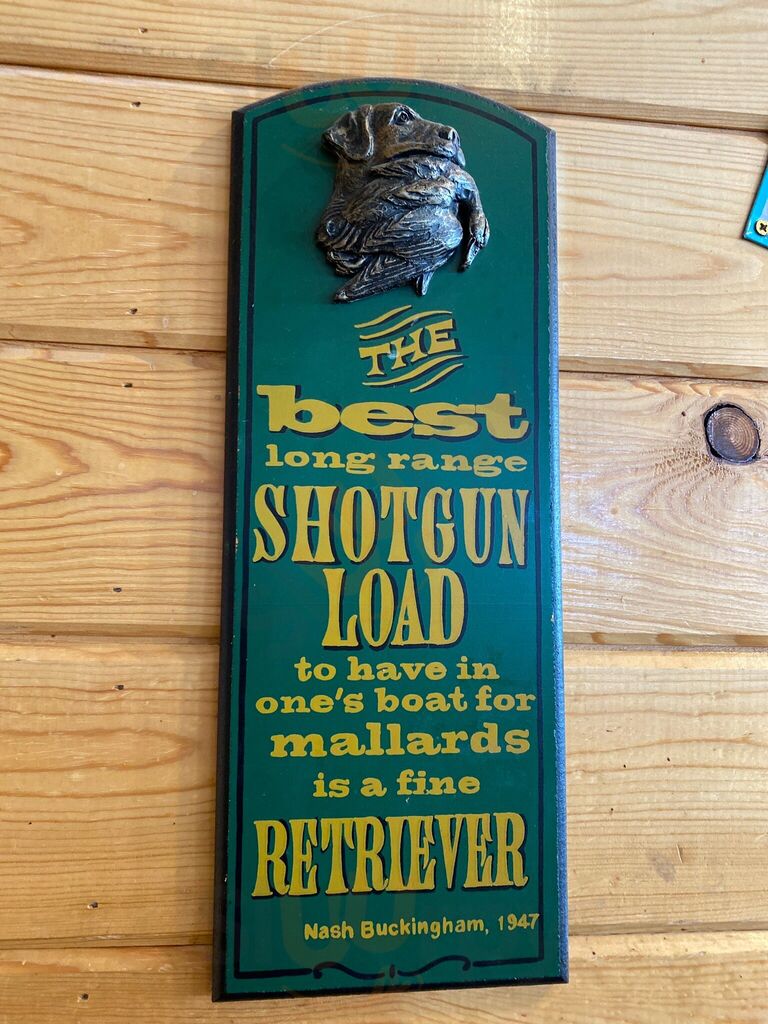 THE
best
long range
SHOTGUN
LOAD
to have in
one's boat for
mallards
is a fine
RETRIEVER
Nash Buckingham, 1947